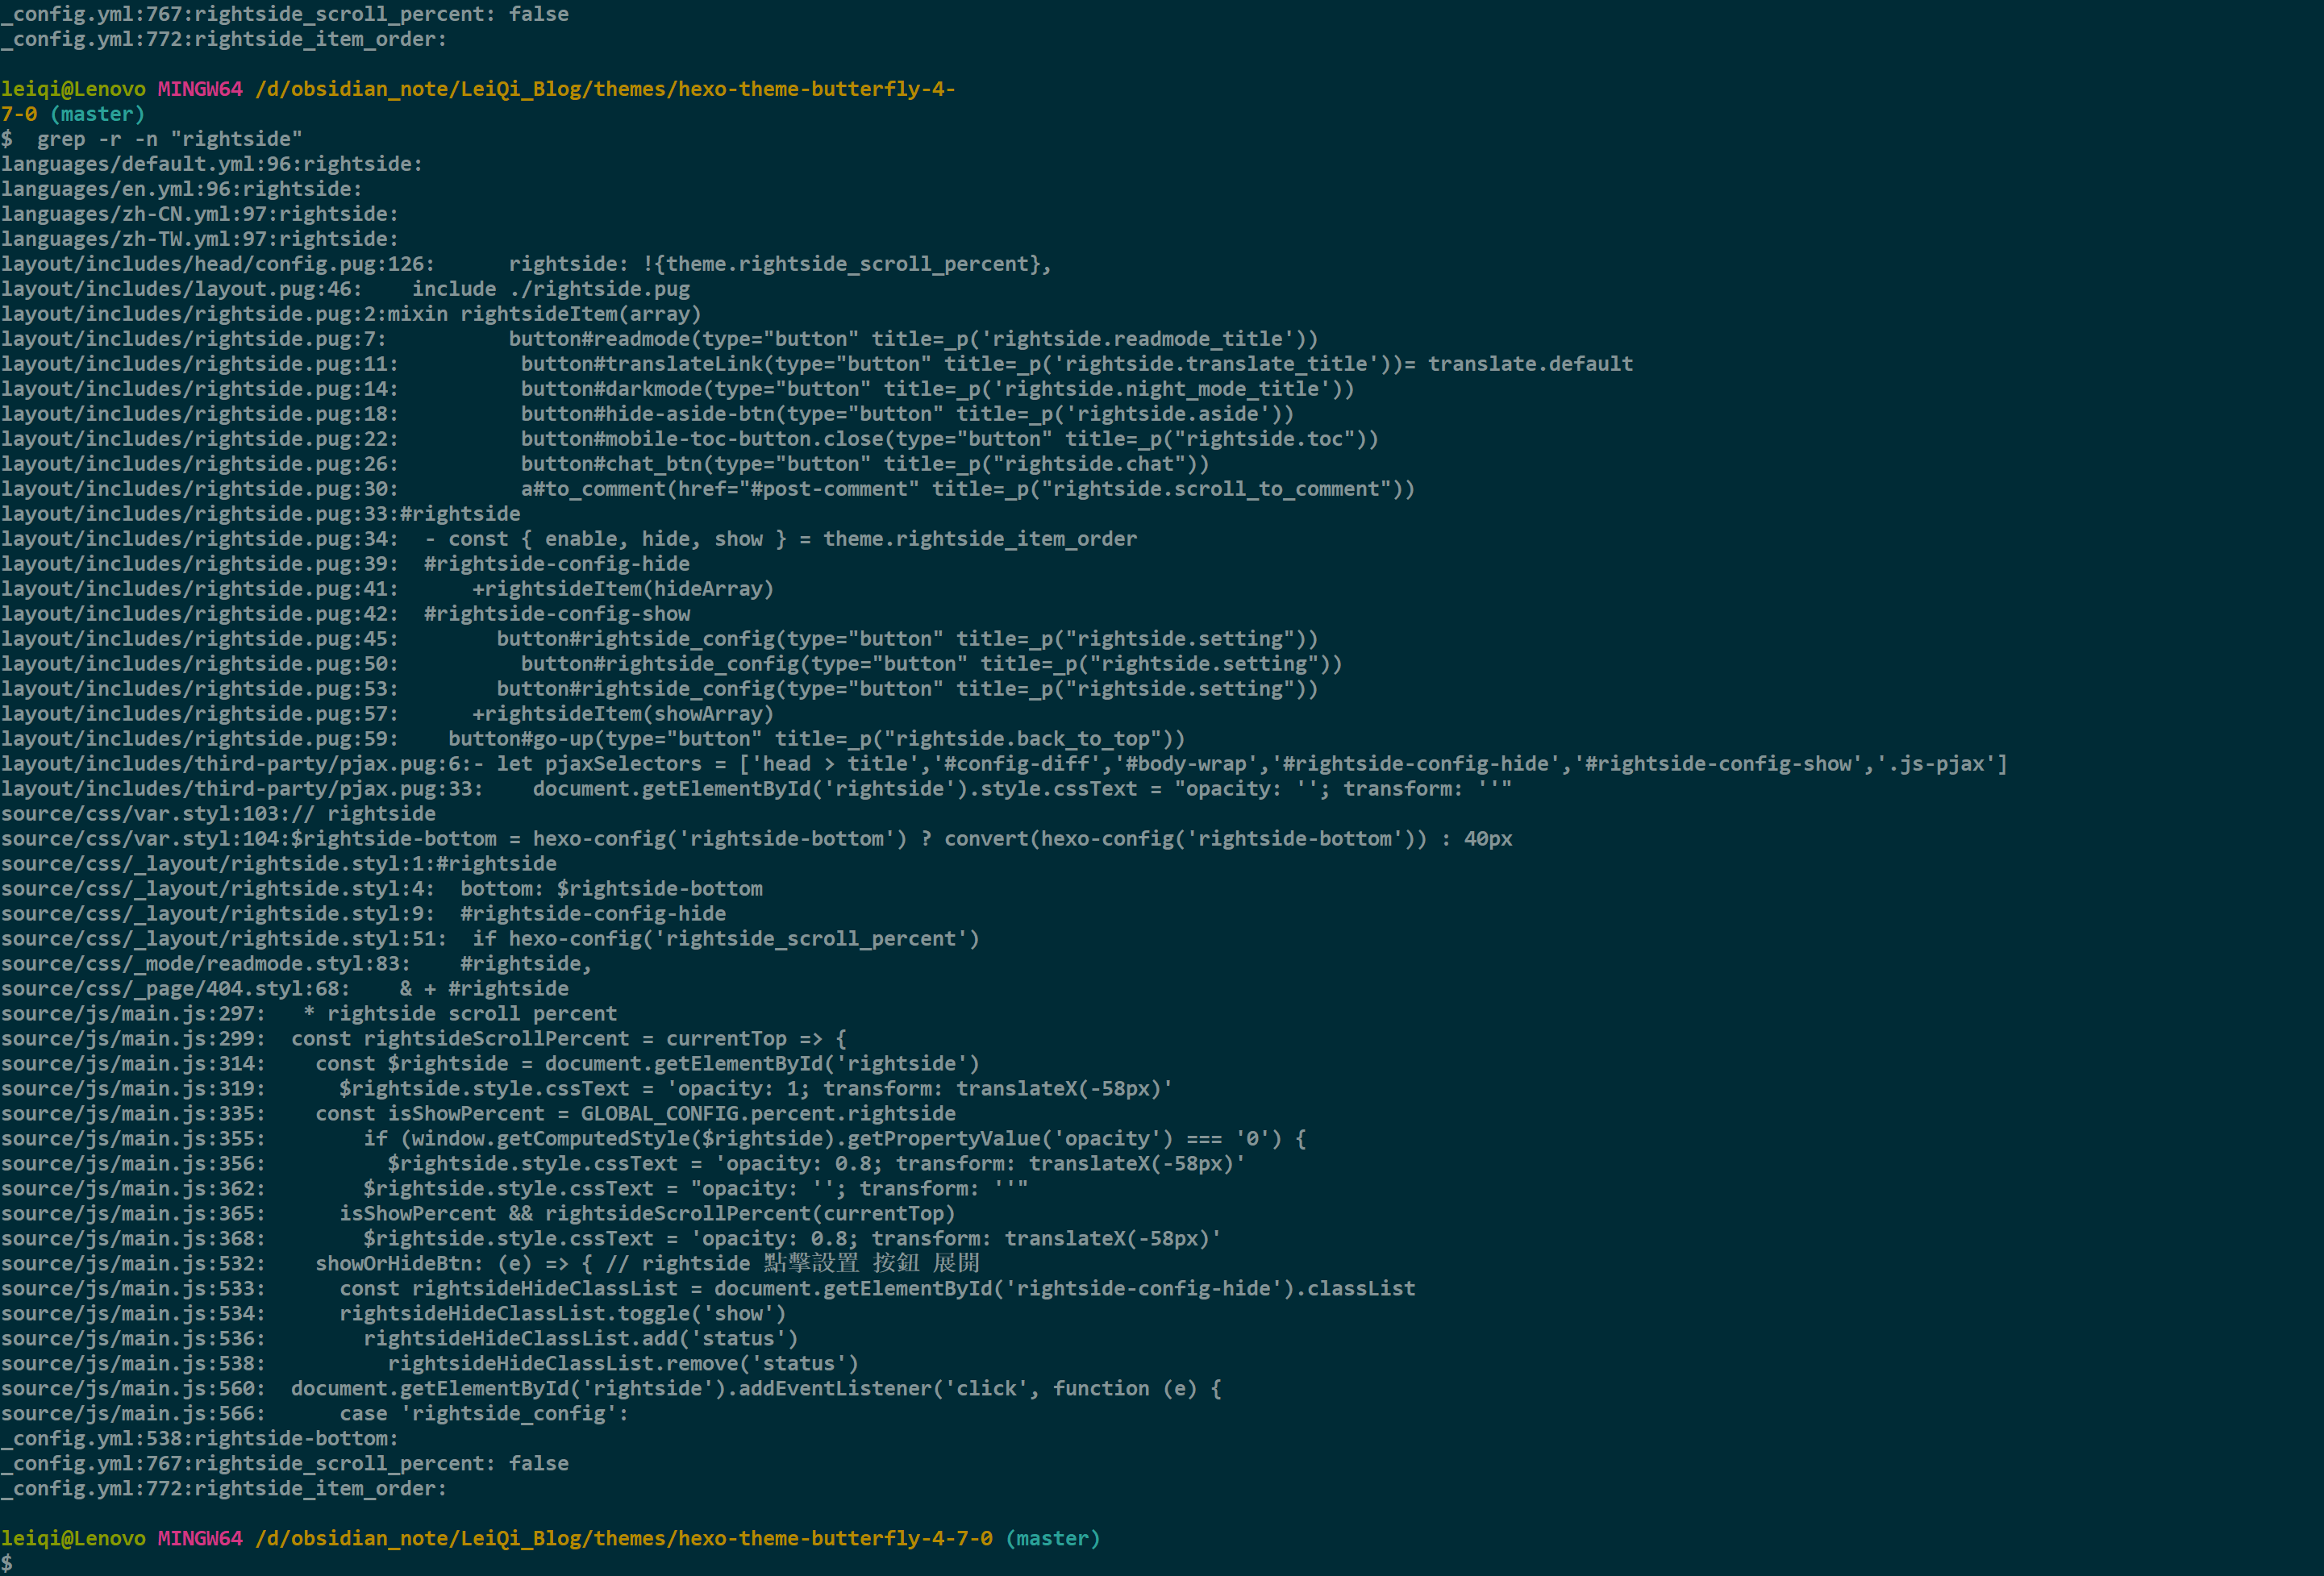 _config.yml:767:rightside_scroll_percent: false
_config.yml:772:rightside_item_order:

leiqi@Lenovo MINGW64 /d/obsidian_note/LeiQi_Blog/themes/hexo-theme-butterfly-4-
7-0 (master)
$  grep -r -n "rightside"
languages/default.yml:96:rightside:
languages/en.yml:96:rightside:
languages/zh-CN.yml:97:rightside:
languages/zh-TW.yml:97:rightside:
layout/includes/head/config.pug:126:      rightside: !{theme.rightside_scroll_percent},
layout/includes/layout.pug:46:    include ./rightside.pug
layout/includes/rightside.pug:2:mixin rightsideItem(array)
layout/includes/rightside.pug:7:          button#readmode(type="button" title=_p('rightside.readmode_title'))
layout/includes/rightside.pug:11:          button#translateLink(type="button" title=_p('rightside.translate_title'))= translate.default
layout/includes/rightside.pug:14:          button#darkmode(type="button" title=_p('rightside.night_mode_title'))
layout/includes/rightside.pug:18:          button#hide-aside-btn(type="button" title=_p('rightside.aside'))
layout/includes/rightside.pug:22:          button#mobile-toc-button.close(type="button" title=_p("rightside.toc"))
layout/includes/rightside.pug:26:          button#chat_btn(type="button" title=_p("rightside.chat"))
layout/includes/rightside.pug:30:          a#to_comment(href="#post-comment" title=_p("rightside.scroll_to_comment"))
layout/includes/rightside.pug:33:#rightside
layout/includes/rightside.pug:34:  - const { enable, hide, show } = theme.rightside_item_order
layout/includes/rightside.pug:39:  #rightside-config-hide
layout/includes/rightside.pug:41:      +rightsideItem(hideArray)
layout/includes/rightside.pug:42:  #rightside-config-show
layout/includes/rightside.pug:45:        button#rightside_config(type="button" title=_p("rightside.setting"))
layout/includes/rightside.pug:50:          button#rightside_config(type="button" title=_p("rightside.setting"))
layout/includes/rightside.pug:53:        button#rightside_config(type="button" title=_p("rightside.setting"))
layout/includes/rightside.pug:57:      +rightsideItem(showArray)
layout/includes/rightside.pug:59:    button#go-up(type="button" title=_p("rightside.back_to_top"))
layout/includes/third-party/pjax.pug:6:- let pjaxSelectors = ['head > title','#config-diff','#body-wrap','#rightside-config-hide','#rightside-config-show','.js-pjax']
layout/includes/third-party/pjax.pug:33:    document.getElementById('rightside').style.cssText = "opacity: ''; transform: ''"
source/css/var.styl:103:// rightside
source/css/var.styl:104:$rightside-bottom = hexo-config('rightside-bottom') ? convert(hexo-config('rightside-bottom')) : 40px
source/css/_layout/rightside.styl:1:#rightside
source/css/_layout/rightside.styl:4:  bottom: $rightside-bottom
source/css/_layout/rightside.styl:9:  #rightside-config-hide
source/css/_layout/rightside.styl:51:  if hexo-config('rightside_scroll_percent')
source/css/_mode/readmode.styl:83:    #rightside,
source/css/_page/404.styl:68:    & + #rightside
source/js/main.js:297:   * rightside scroll percent
source/js/main.js:299:  const rightsideScrollPercent = currentTop => {
source/js/main.js:314:    const $rightside = document.getElementById('rightside')
source/js/main.js:319:      $rightside.style.cssText = 'opacity: 1; transform: translateX(-58px)'
source/js/main.js:335:    const isShowPercent = GLOBAL_CONFIG.percent.rightside
source/js/main.js:355:        if (window.getComputedStyle($rightside).getPropertyValue('opacity') === '0') {
source/js/main.js:356:          $rightside.style.cssText = 'opacity: 0.8; transform: translateX(-58px)'
source/js/main.js:362:        $rightside.style.cssText = "opacity: ''; transform: ''"
source/js/main.js:365:      isShowPercent && rightsideScrollPercent(currentTop)
source/js/main.js:368:        $rightside.style.cssText = 'opacity: 0.8; transform: translateX(-58px)'
source/js/main.js:532:    showOrHideBtn: (e) => { // rightside 點擊設置 按鈕 展開
source/js/main.js:533:      const rightsideHideClassList = document.getElementById('rightside-config-hide').classList
source/js/main.js:534:      rightsideHideClassList.toggle('show')
source/js/main.js:536:        rightsideHideClassList.add('status')
source/js/main.js:538:          rightsideHideClassList.remove('status')
source/js/main.js:560:  document.getElementById('rightside').addEventListener('click', function (e) {
source/js/main.js:566:      case 'rightside_config':
_config.yml:538:rightside-bottom:
_config.yml:767:rightside_scroll_percent: false
_config.yml:772:rightside_item_order:

leiqi@Lenovo MINGW64 /d/obsidian_note/LeiQi_Blog/themes/hexo-theme-butterfly-4-7-0 (master)
$